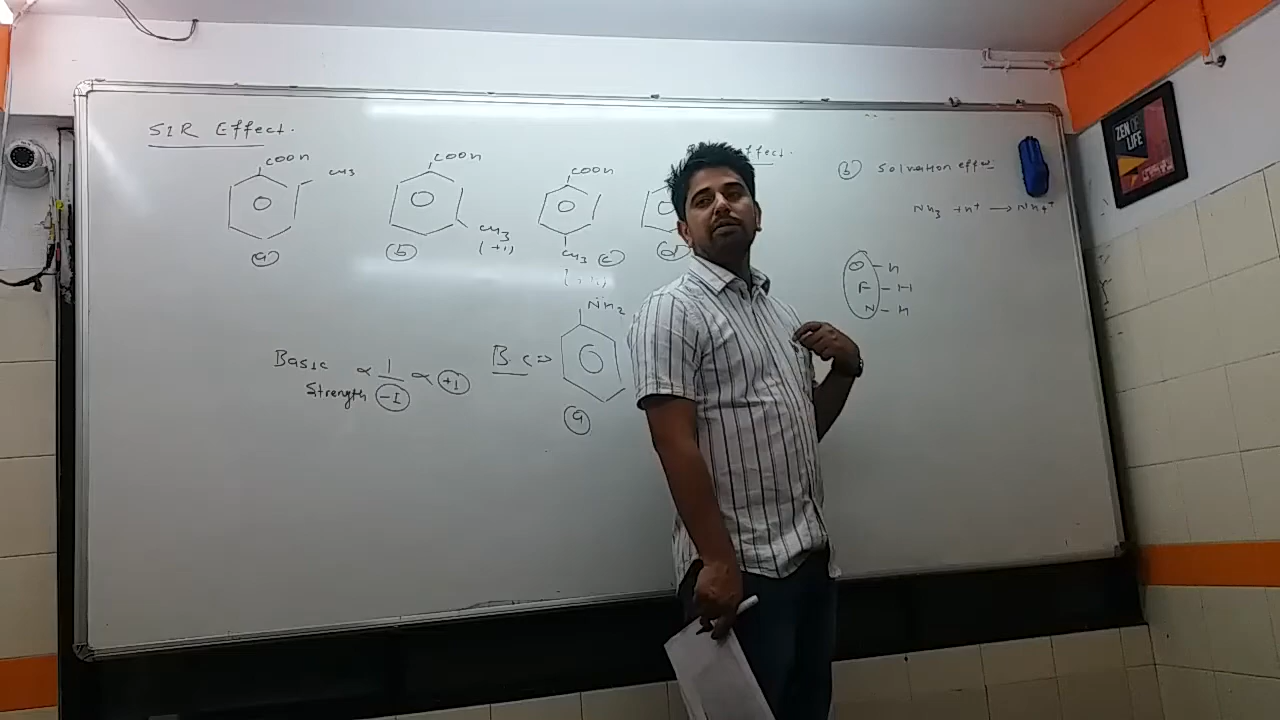 SIR Effect.
COOH
CH3
(a)
COOH
CH3
(+I)
(b)
COOH
CH3
(c)
(d)
ffect.
(b) Solvation effe
NH3 + H+ → NH4+
O - H
F - H
N - H
Basic Strength ∝ 1/-I ∝ +I
B ⇐>
NH2
(a)
ZEN OF
LIFE